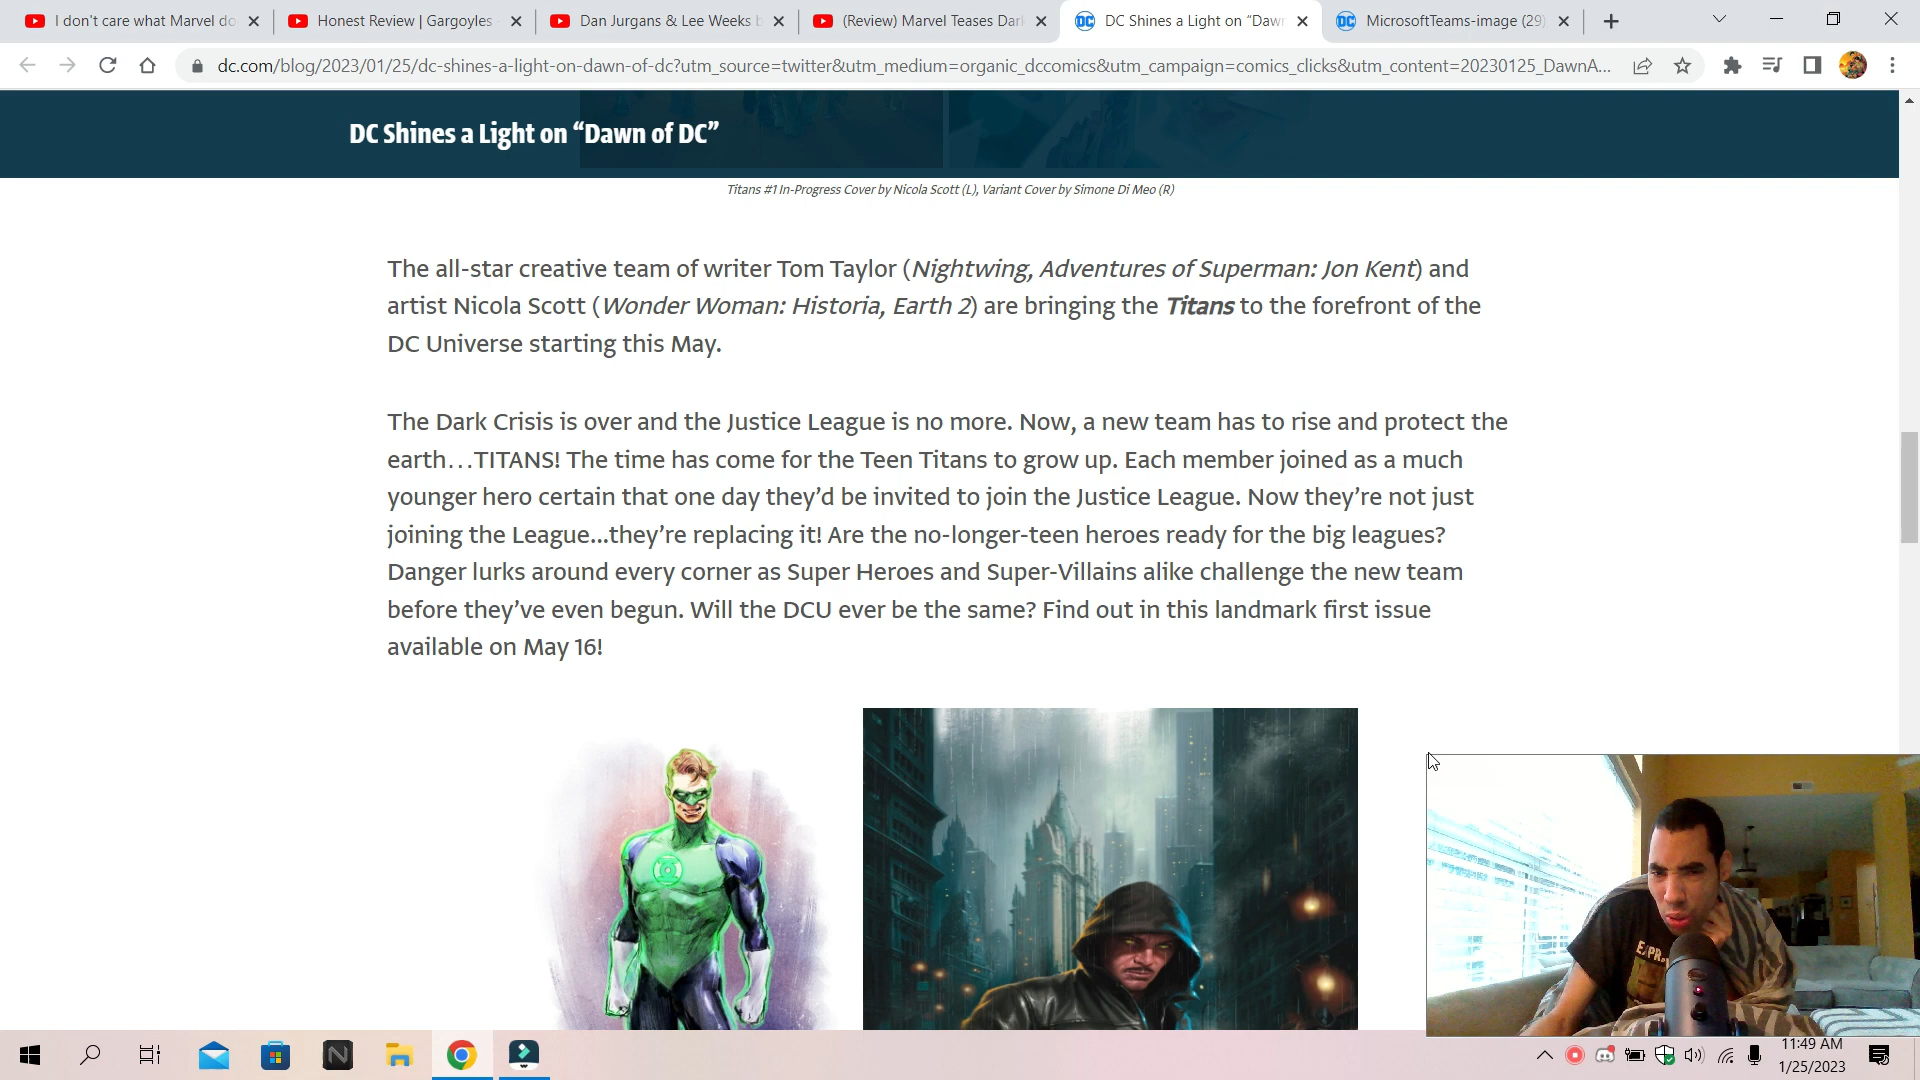 I don't care what Marvel do
Honest Review | Gargoyles
Dan Jurgans & Lee Weeks b
(Review) Marvel Teases Dark
DC Shines a Light on “Dawn
MicrosoftTeams-image (29)
dc.com/blog/2023/01/25/dc-shines-a-light-on-dawn-of-dc?utm_source=twitter&utm_medium=organic_dccomics&utm_campaign=comics_clicks&utm_content=20230125_DawnA...
DC Shines a Light on “Dawn of DC”
Titans #1 In-Progress Cover by Nicola Scott (L), Variant Cover by Simone Di Meo (R)
The all-star creative team of writer Tom Taylor (Nightwing, Adventures of Superman: Jon Kent) and
artist Nicola Scott (Wonder Woman: Historia, Earth 2) are bringing the Titans to the forefront of the
DC Universe starting this May.
The Dark Crisis is over and the Justice League is no more. Now, a new team has to rise and protect the
earth…TITANS! The time has come for the Teen Titans to grow up. Each member joined as a much
younger hero certain that one day they’d be invited to join the Justice League. Now they’re not just
joining the League...they’re replacing it! Are the no-longer-teen heroes ready for the big leagues?
Danger lurks around every corner as Super Heroes and Super-Villains alike challenge the new team
before they’ve even begun. Will the DCU ever be the same? Find out in this landmark first issue
available on May 16!
11:49 AM
1/25/2023